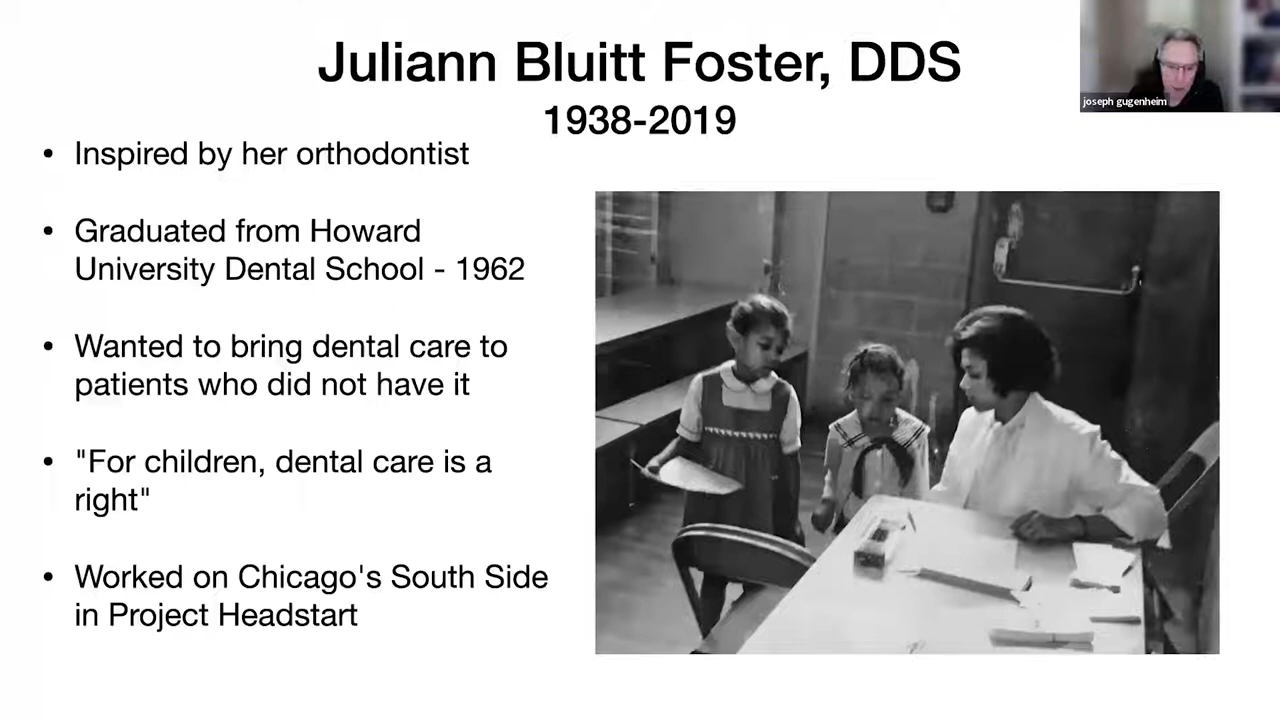 Juliann Bluitt Foster, DDS
1938-2019
joseph gugenheim
• Inspired by her orthodontist
• Graduated from Howard
University Dental School - 1962
• Wanted to bring dental care to
patients who did not have it
• "For children, dental care is a
right"
• Worked on Chicago's South Side
in Project Headstart